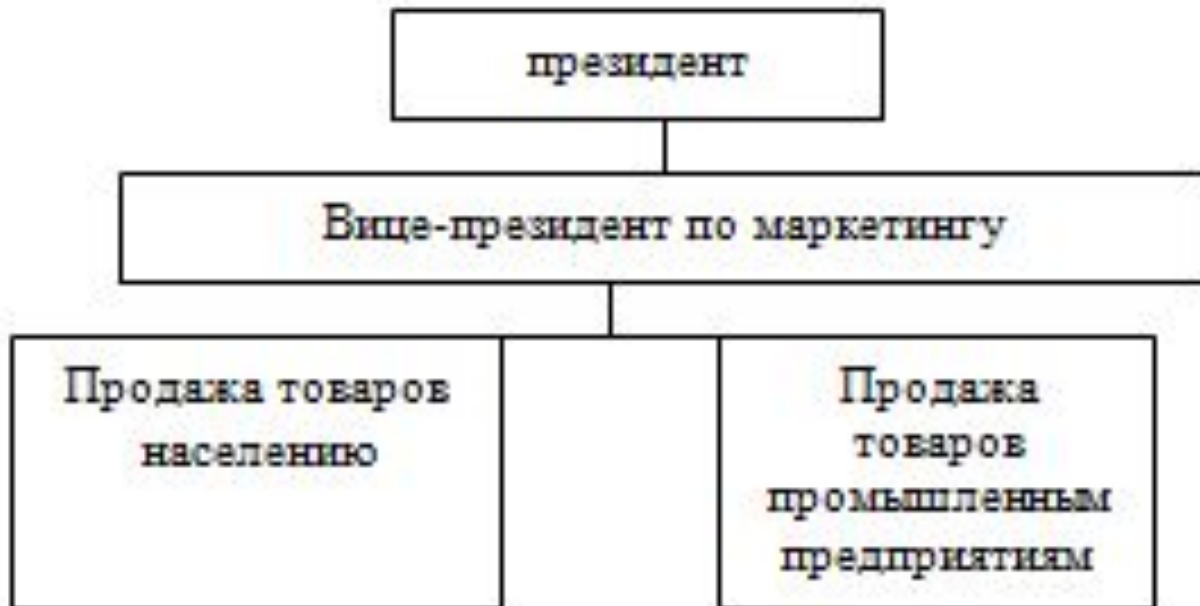 президент
Вице-президент по маркетингу
Продажа товаров
населению
Продажа
товаров
промышленным
предприятиям